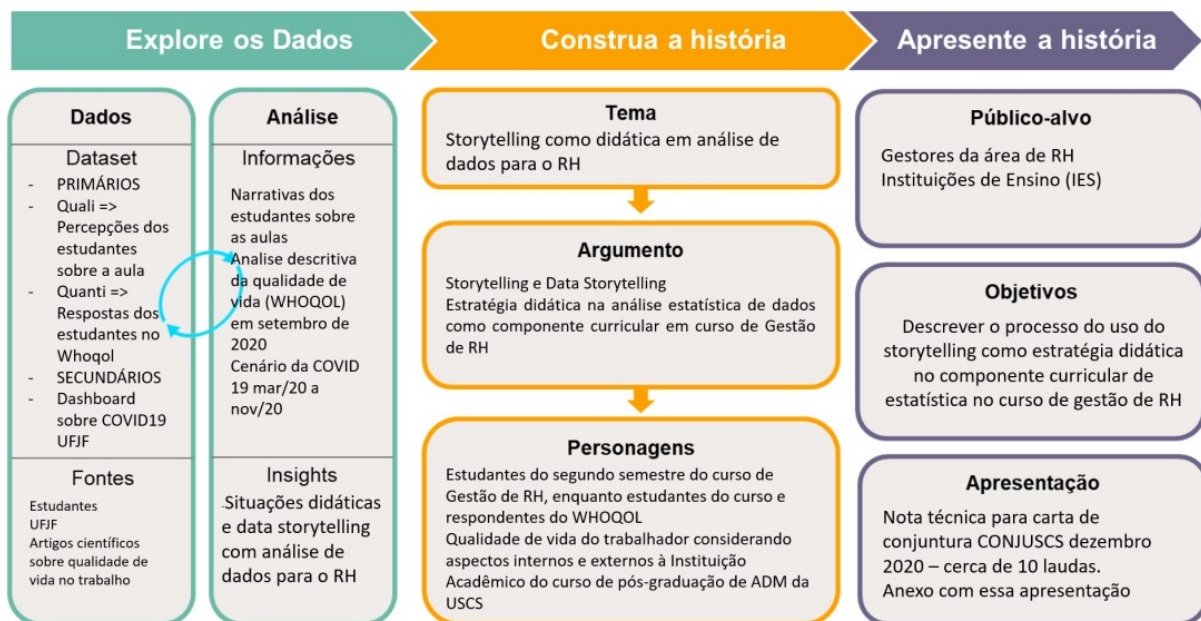 Explore os Dados
Construa a história
Apresente a história
Dados
Dataset
- PRIMÁRIOS
- Quali =>
Percepções dos
estudantes
sobre a aula
- Quanti =>
Respostas dos
estudantes no
Whoqol
- SECUNDÁRIOS
- Dashboard
sobre COVID19
UFJF
Fontes
Estudantes
UFJF
Artigos científicos
sobre qualidade de
vida no trabalho
Análise
Informações
Narrativas dos
estudantes sobre
as aulas
Analise descritiva
da qualidade de
vida (WHOQOL)
em setembro de
2020
Cenário da COVID
19 mar/20 a
nov/20
Insights
-Situações didáticas
e data storytelling
com análise de
dados para o RH
Tema
Storytelling como didática em análise de
dados para o RH
Argumento
Storytelling e Data Storytelling
Estratégia didática na análise estatística de dados
como componente curricular em curso de Gestão
de RH
Personagens
Estudantes do segundo semestre do curso de
Gestão de RH, enquanto estudantes do curso e
respondentes do WHOQOL
Qualidade de vida do trabalhador considerando
aspectos internos e externos à Instituição
Acadêmico do curso de pós-graduação de ADM da
USCS
Público-alvo
Gestores da área de RH
Instituições de Ensino (IES)
Objetivos
Descrever o processo do uso do
storytelling como estratégia didática
no componente curricular de
estatística no curso de gestão de RH
Apresentação
Nota técnica para carta de
conjuntura CONJUSCS dezembro
2020 – cerca de 10 laudas.
Anexo com essa apresentação